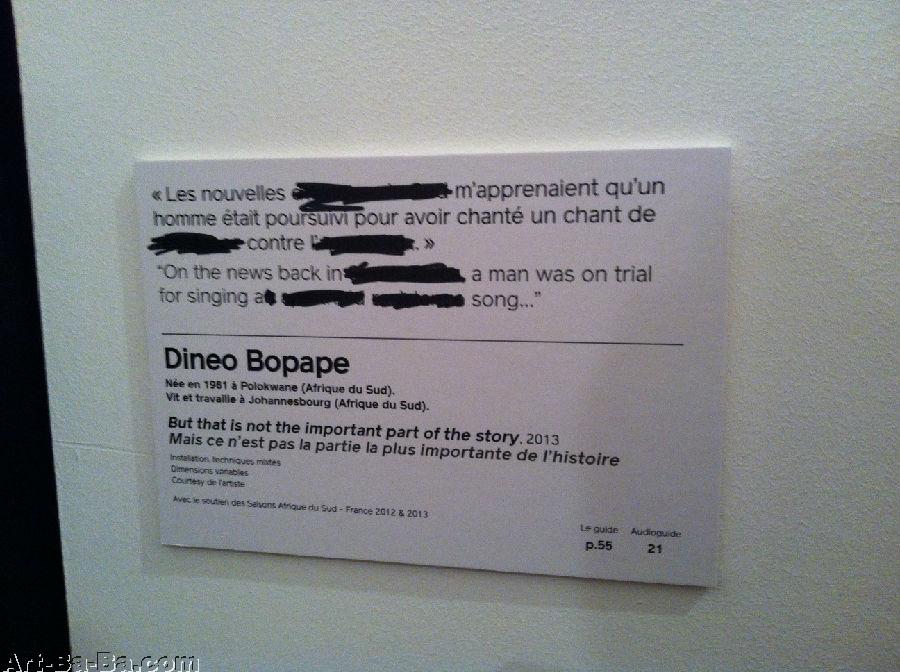 « Les nouvelles m'apprenaient qu'un
homme était poursuivi pour avoir chanté un chant de
contre l' . »
"On the news back in a man was on trial
for singing a song..."
Dineo Bopape
Née en 1981 à Polokwane (Afrique du Sud).
Vit et travaille à Johannesbourg (Afrique du Sud).
But that is not the important part of the story, 2013
Mais ce n'est pas la partie la plus importante de l'histoire
Installation, techniques mixtes
Dimensions variables
Courtesy de l'artiste
Avec le soutien des Saisons Afrique du Sud - France 2012 & 2013
Le guide Audioguide
p.55 21
Art-Ba-Ba.com